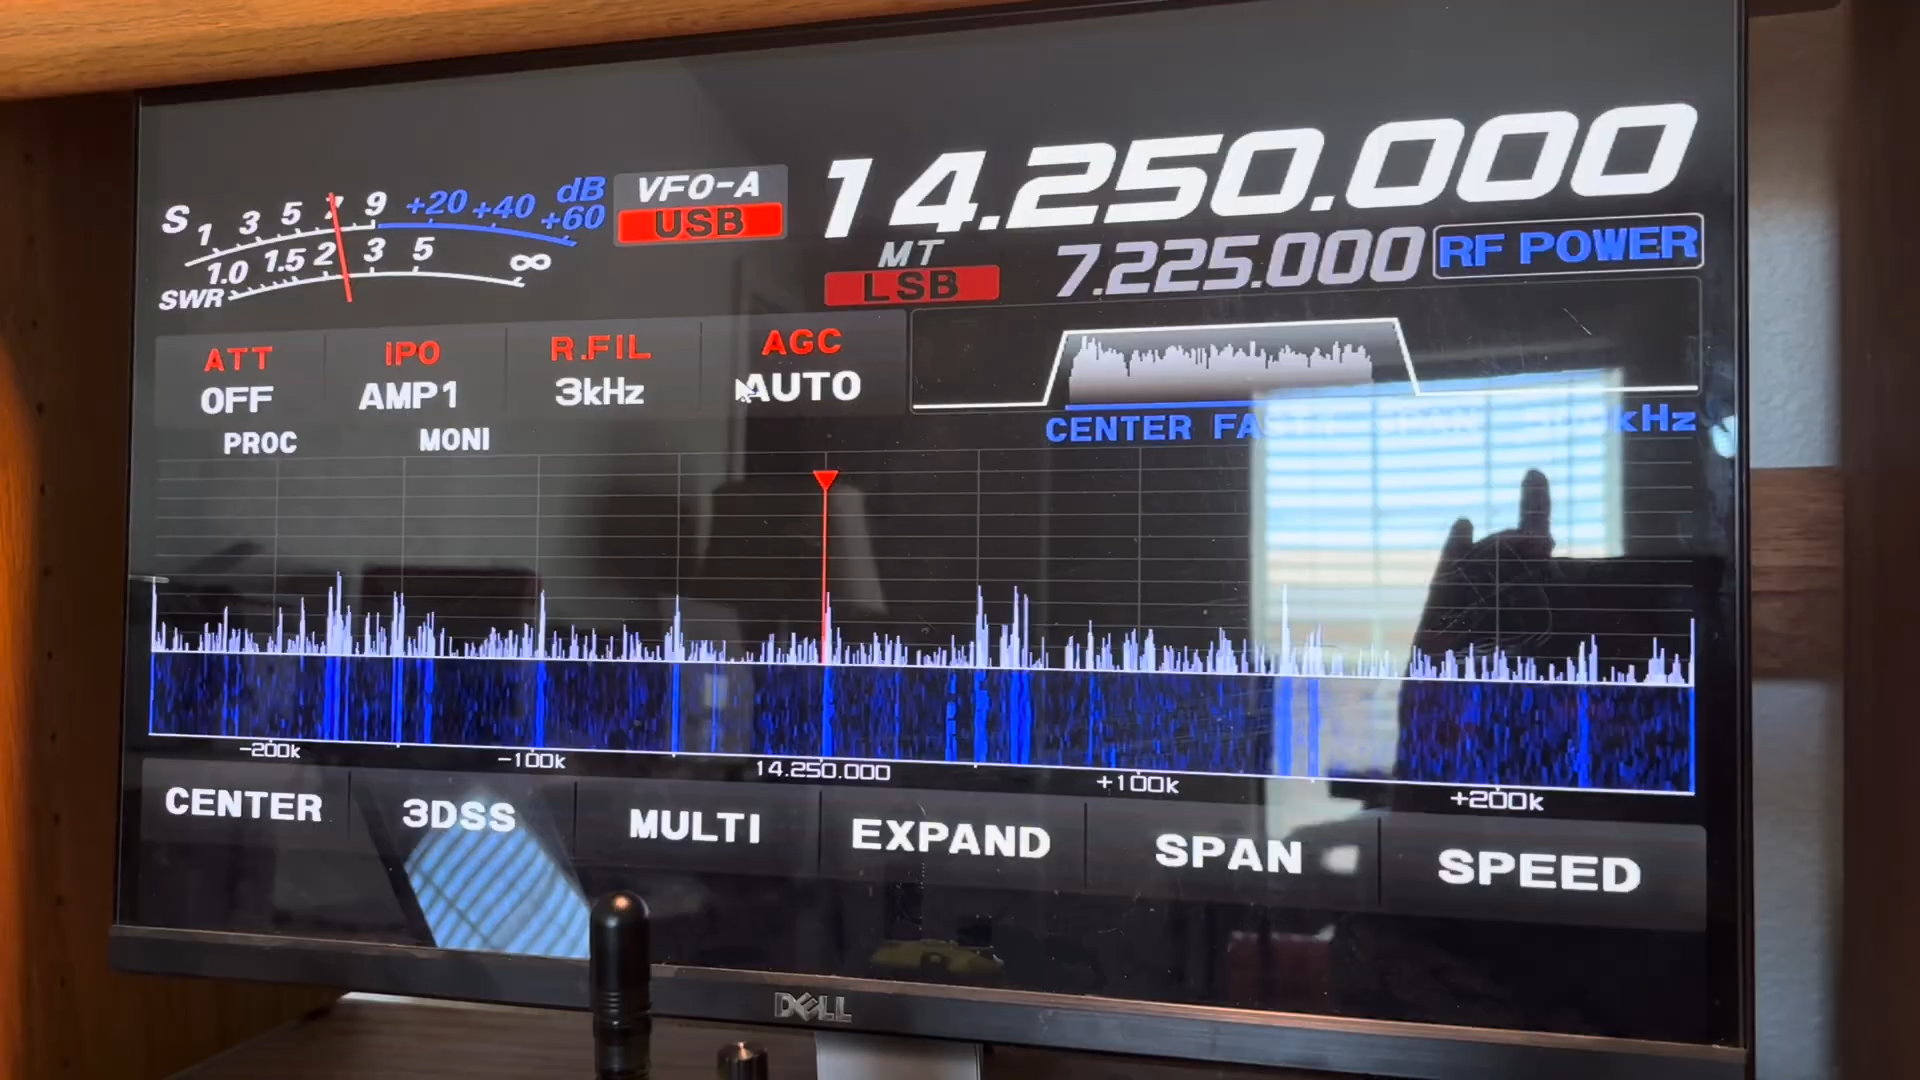 S 1 3 5 7 9 +20 +40 +60 dB
1.0 1.5 2 3 5 ∞
SWR
VFO-A
USB
14.250.000
MT
LSB
7.225.000
RF POWER
ATT IPO R.FIL AGC
OFF AMP1 3kHz AUTO
PROC MONI
CENTER SPAN kHz
-200k -100k 14.250.000 +100k +200k
CENTER 3DSS MULTI EXPAND SPAN SPEED
DELL